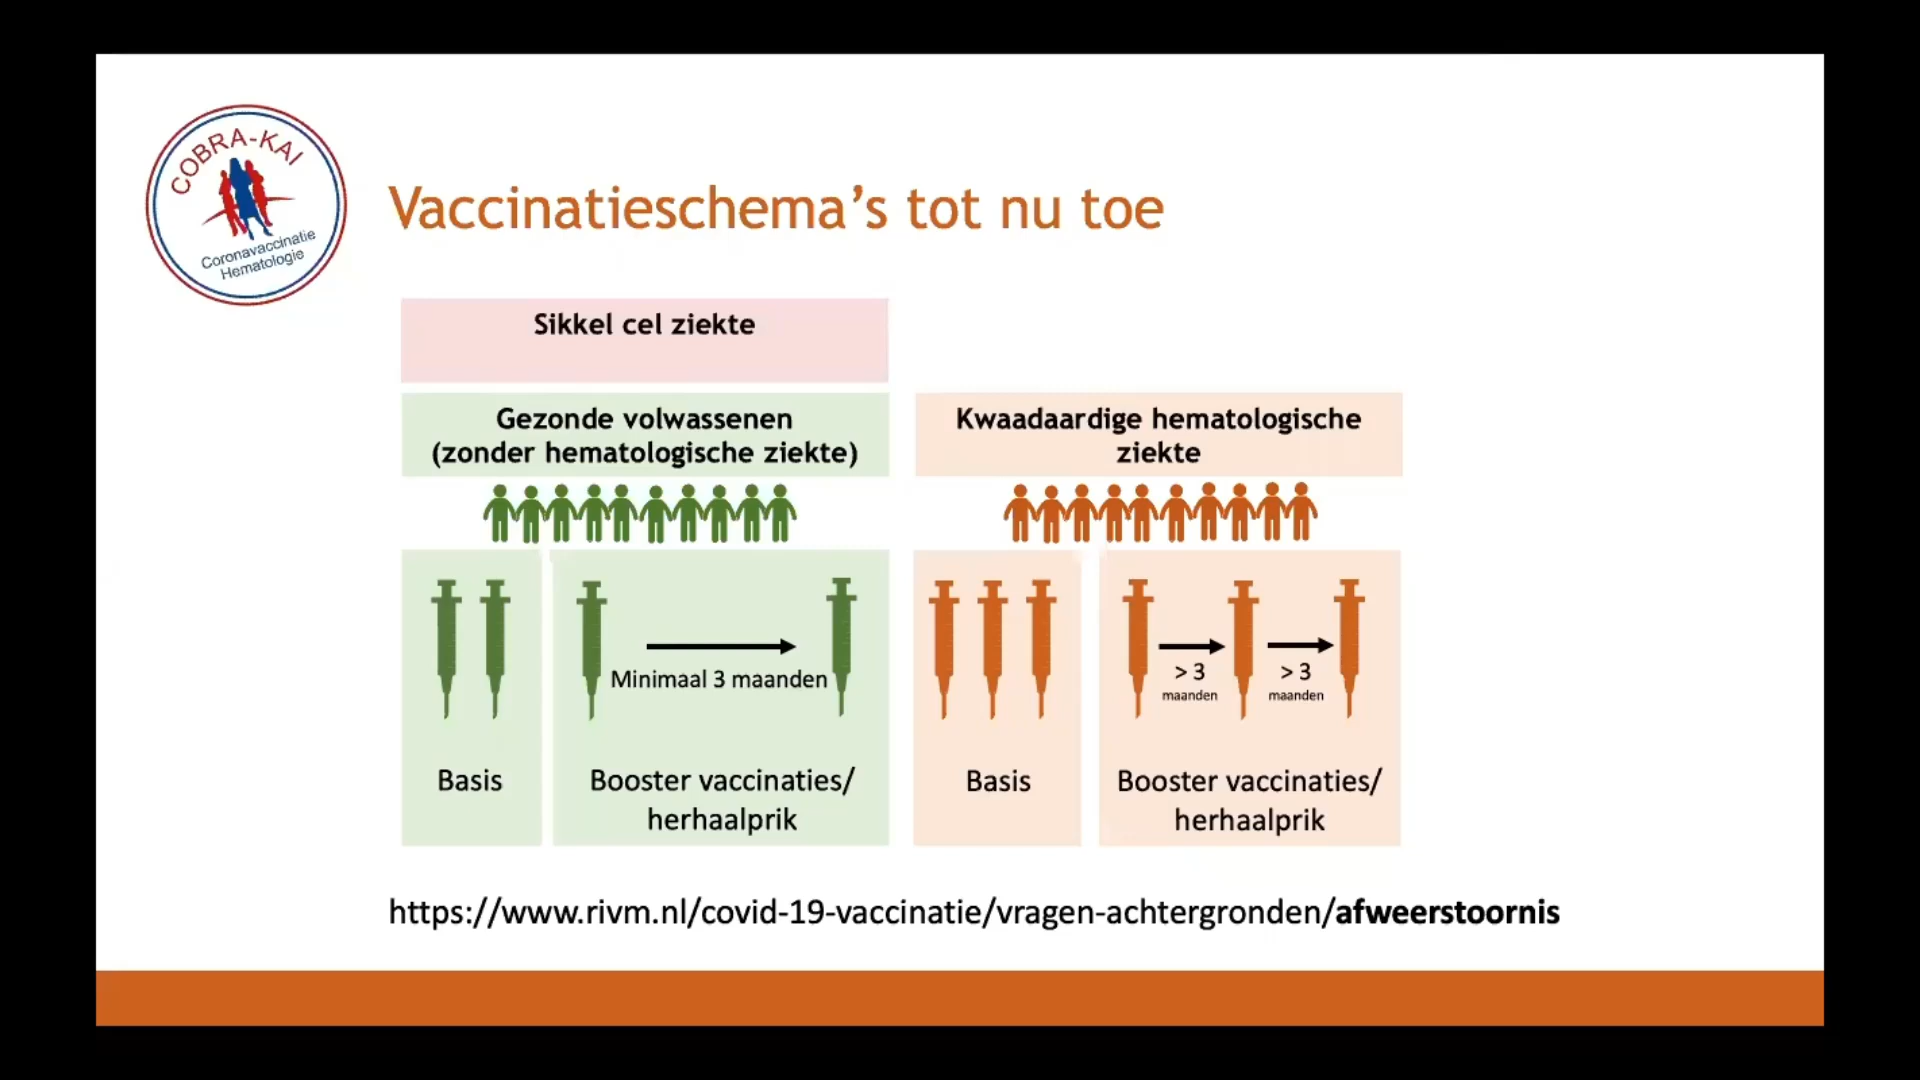 COBRA-KAI
Coronavaccinatie
Hematologie
Vaccinatieschema's tot nu toe
Sikkel cel ziekte
Gezonde volwassenen
(zonder hematologische ziekte)
Kwaadaardige hematologische
ziekte
Minimaal 3 maanden
Basis
Booster vaccinaties/
herhaalprik
> 3
maanden
> 3
maanden
Basis
Booster vaccinaties/
herhaalprik
https://www.rivm.nl/covid-19-vaccinatie/vragen-achtergronden/afweerstoornis